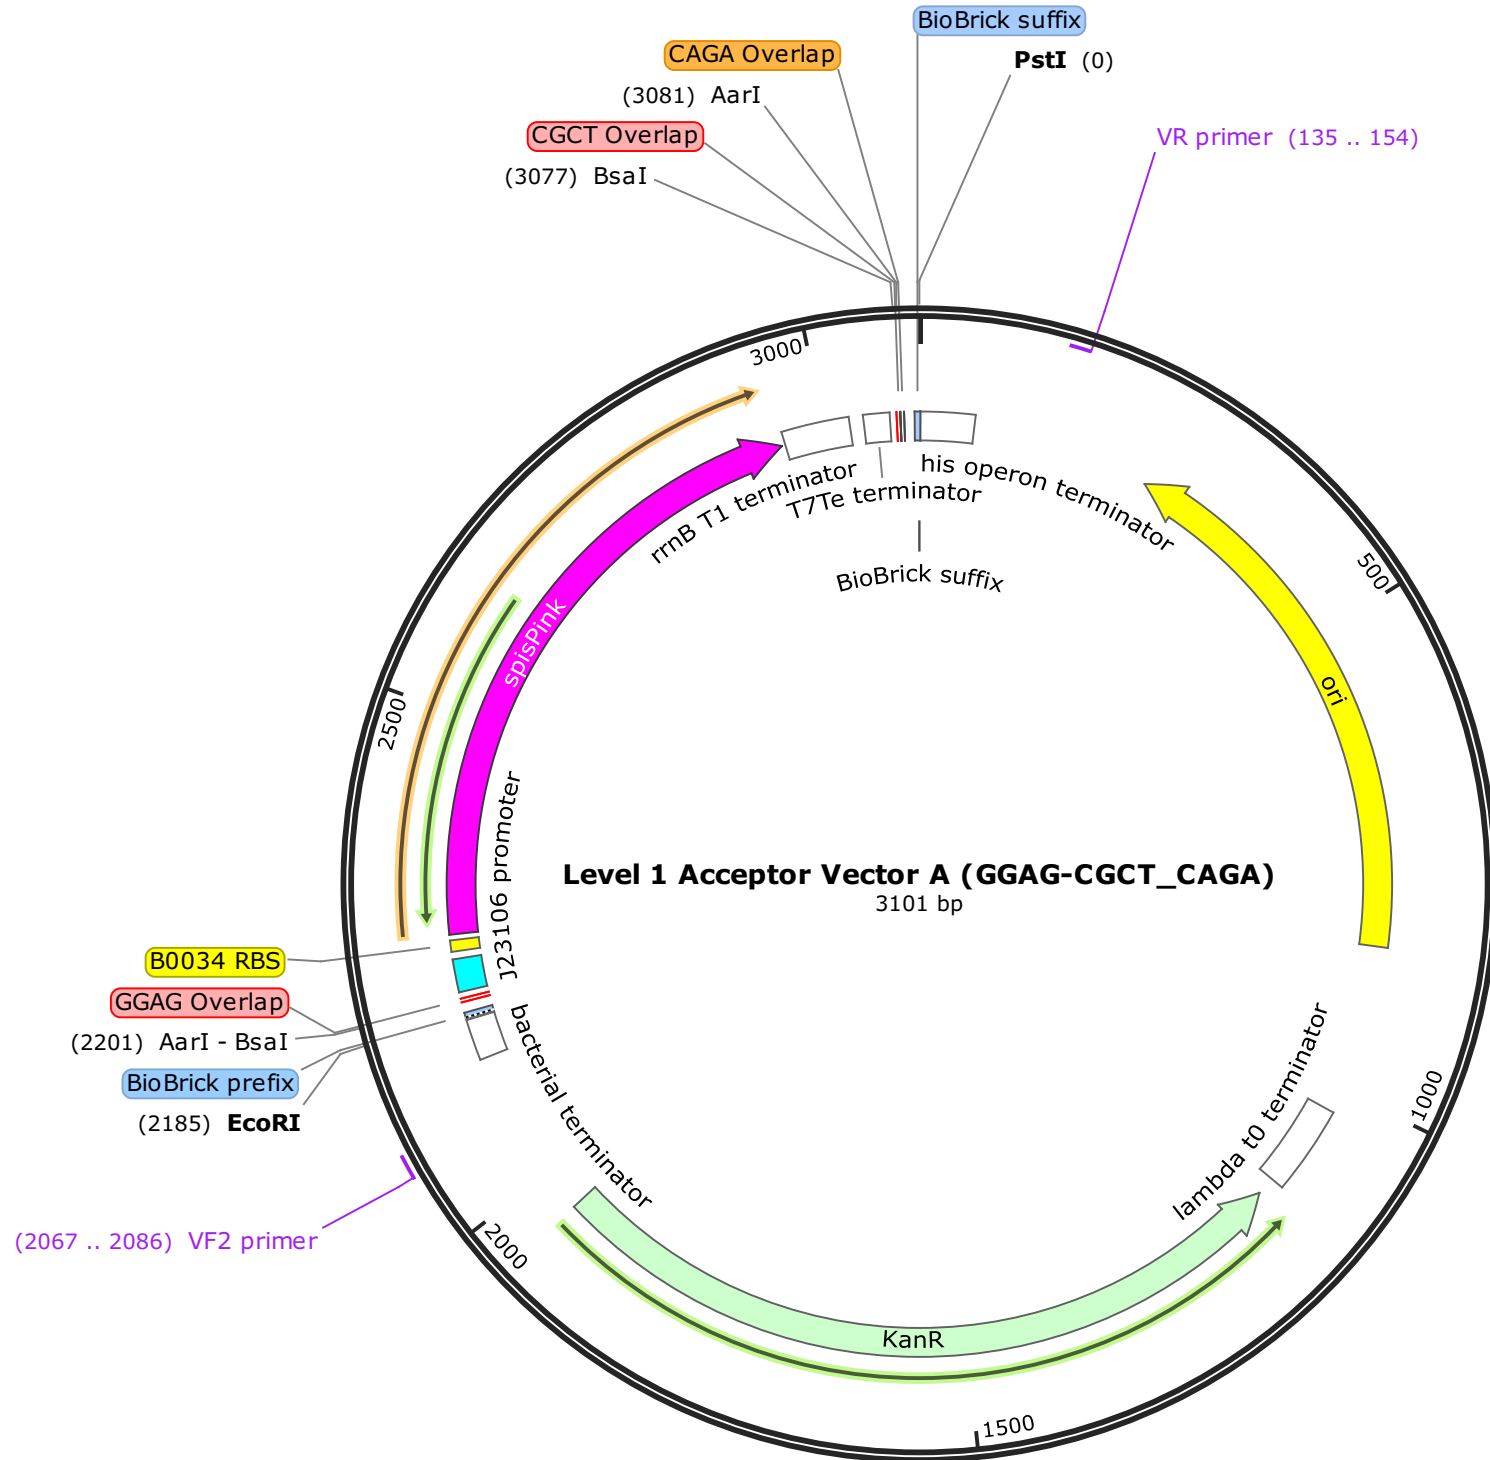 BioBrick suffix
CAGA Overlap
PstI (0)
(3081) AarI
CGCT Overlap
VR primer (135 .. 154)
(3077) BsaI
3000
his operon terminator
T7Te terminator
rrnB T1 terminator
BioBrick suffix
500
spisPink
ori
2500
J23106 promoter
Level 1 Acceptor Vector A (GGAG-CGCT_CAGA)
3101 bp
B0034 RBS
GGAG Overlap
(2201) AarI - BsaI
BioBrick prefix
(2185) EcoRI
bacterial terminator
lambda t0 terminator
1000
(2067 .. 2086) VF2 primer
2000
KanR
1500